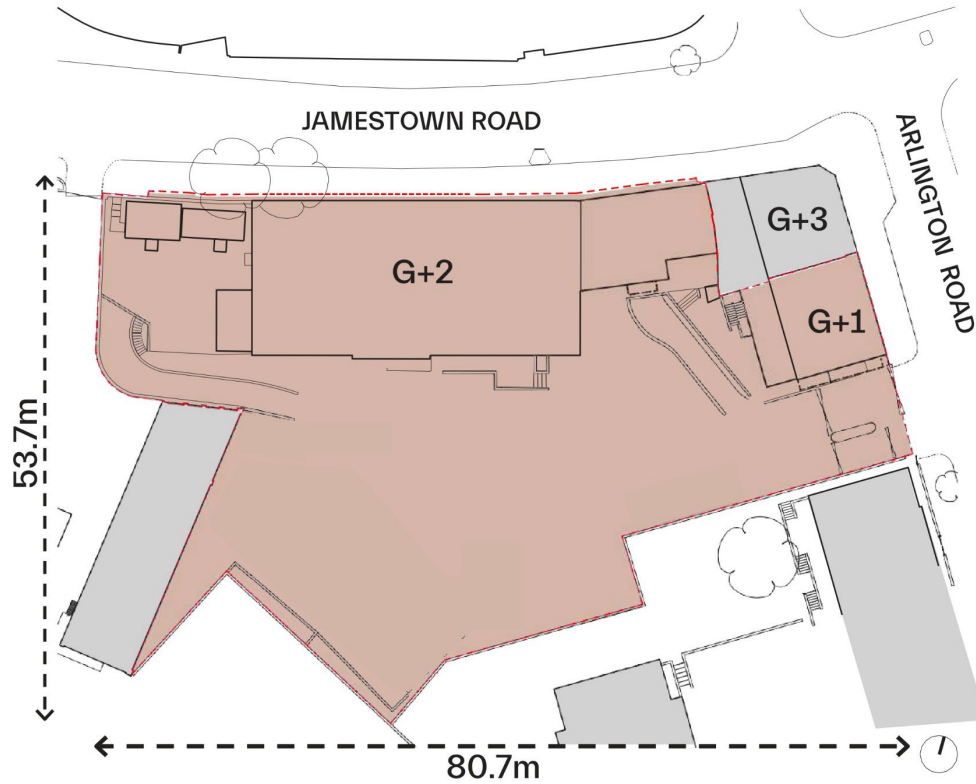 JAMESTOWN ROAD
ARLINGTON ROAD
G+3
G+2
G+1
53.7m
80.7m